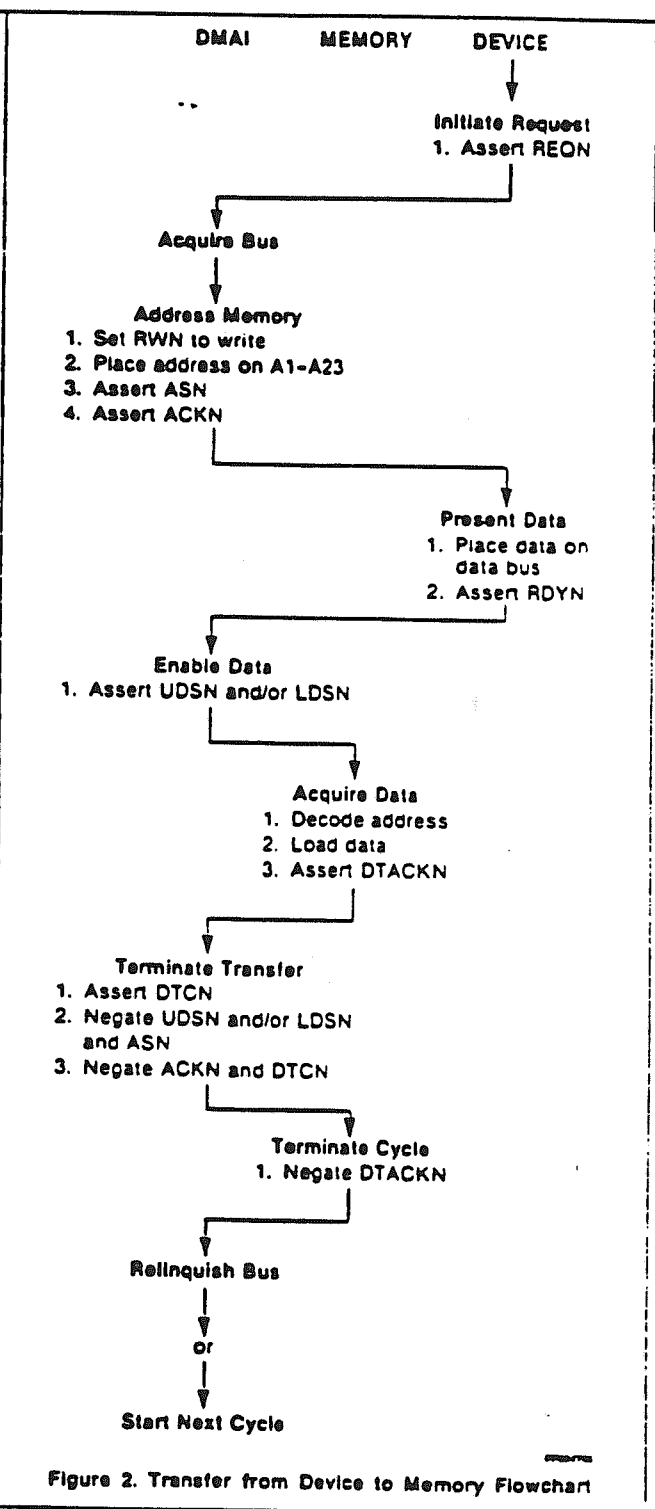 DMAI MEMORY DEVICE
Initiate Request
1. Assert REQN
Acquire Bus
Address Memory
1. Set RWN to write
2. Place address on A1-A23
3. Assert ASN
4. Assert ACKN
Present Data
1. Place data on
data bus
2. Assert RDYN
Enable Data
1. Assert UDSN and/or LDSN
Acquire Data
1. Decode address
2. Load data
3. Assert DTACKN
Terminate Transfer
1. Assert DTCN
2. Negate UDSN and/or LDSN
and ASN
3. Negate ACKN and DTCN
Terminate Cycle
1. Negate DTACKN
Relinquish Bus
or
Start Next Cycle
Figure 2. Transfer from Device to Memory Flowchart